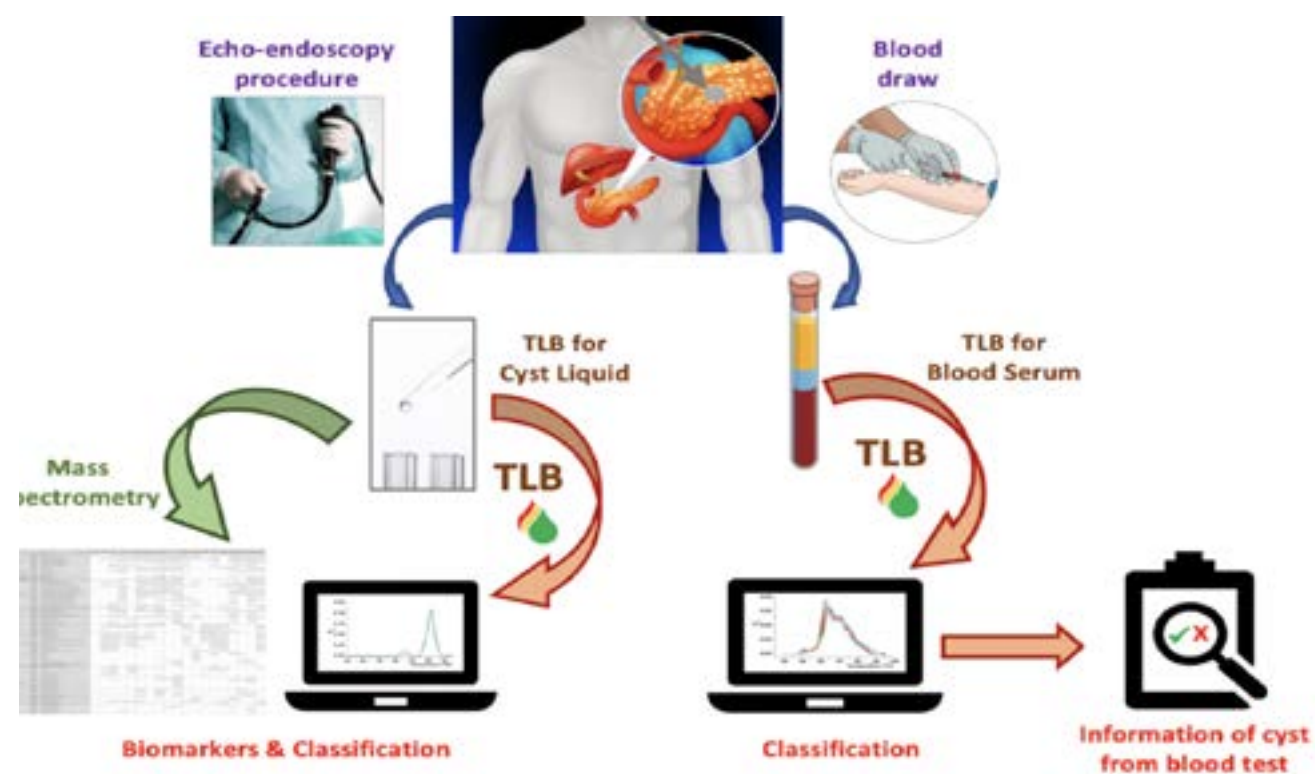 Echo-endoscopy
procedure
Blood
draw
TLB for
Cyst Liquid
TLB for
Blood Serum
TLB
TLB
Mass
pectrometry
Biomarkers & Classification
Classification
Information of cyst
from blood test